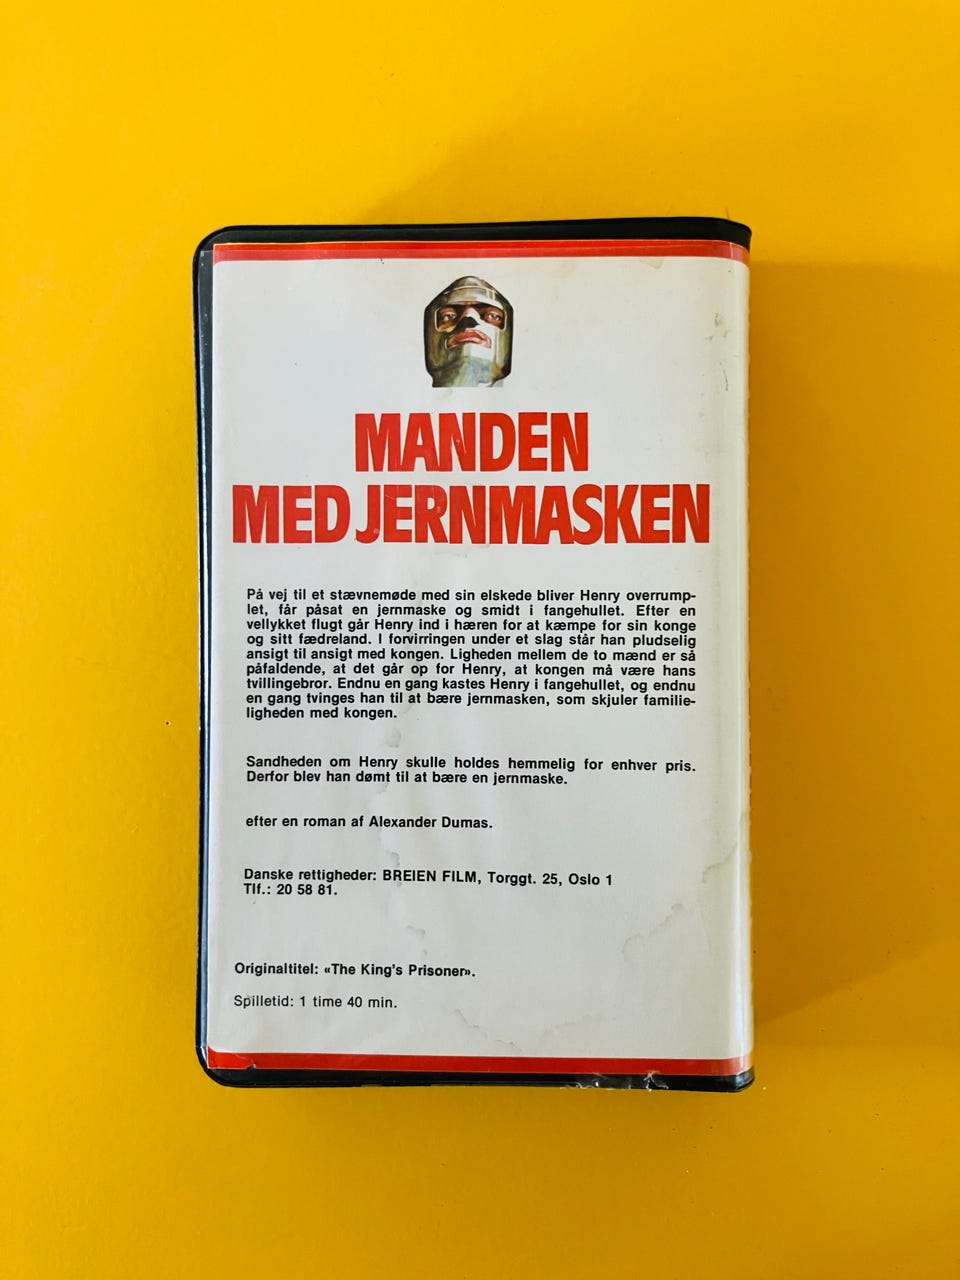 MANDEN
MED JERNMASKEN
På vej til et stævnemøde med sin elskede bliver Henry overrump-
let, får påsat en jernmaske og smidt i fangehullet. Efter en
vellykket flugt går Henry ind i hæren for at kæmpe for sin konge
og sitt fædreland. I forvirringen under et slag står han pludselig
ansigt til ansigt med kongen. Ligheden mellem de to mænd er så
påfaldende, at det går op for Henry, at kongen må være hans
tvillingebror. Endnu en gang kastes Henry i fangehullet, og endnu
en gang tvinges han til at bære jernmasken, som skjuler familie-
ligheden med kongen.
Sandheden om Henry skulle holdes hemmelig for enhver pris.
Derfor blev han dømt til at bære en jernmaske.
efter en roman af Alexander Dumas.
Danske rettigheder: BREIEN FILM, Torggt. 25, Oslo 1
Tlf.: 20 58 81.
Originaltitel: «The King's Prisoner».
Spilletid: 1 time 40 min.